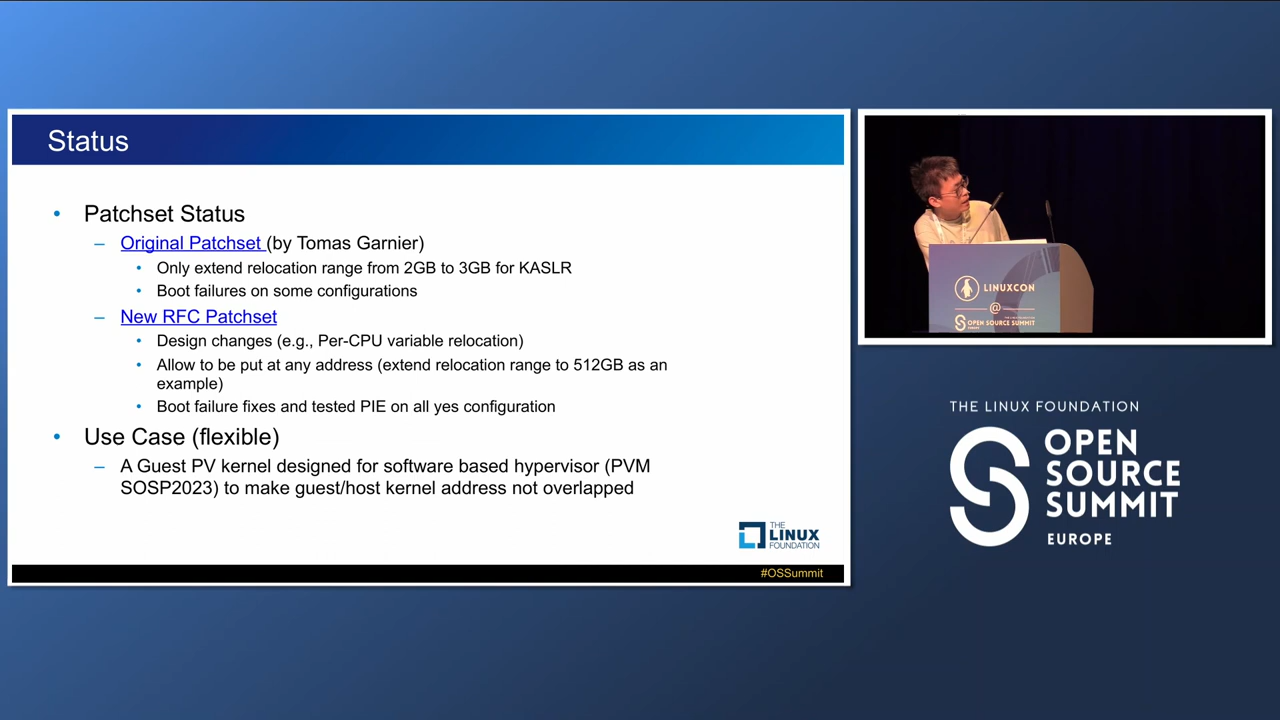 Status
• Patchset Status
– Original Patchset (by Tomas Garnier)
• Only extend relocation range from 2GB to 3GB for KASLR
• Boot failures on some configurations
– New RFC Patchset
• Design changes (e.g., Per-CPU variable relocation)
• Allow to be put at any address (extend relocation range to 512GB as an
example)
• Boot failure fixes and tested PIE on all yes configuration
• Use Case (flexible)
– A Guest PV kernel designed for software based hypervisor (PVM
SOSP2023) to make guest/host kernel address not overlapped
THE
LINUX
FOUNDATION
#OSSummit
LINUXCON
@
THE LINUX FOUNDATION
OPEN SOURCE SUMMIT
EUROPE
THE LINUX FOUNDATION
OPEN
SOURCE
SUMMIT
EUROPE